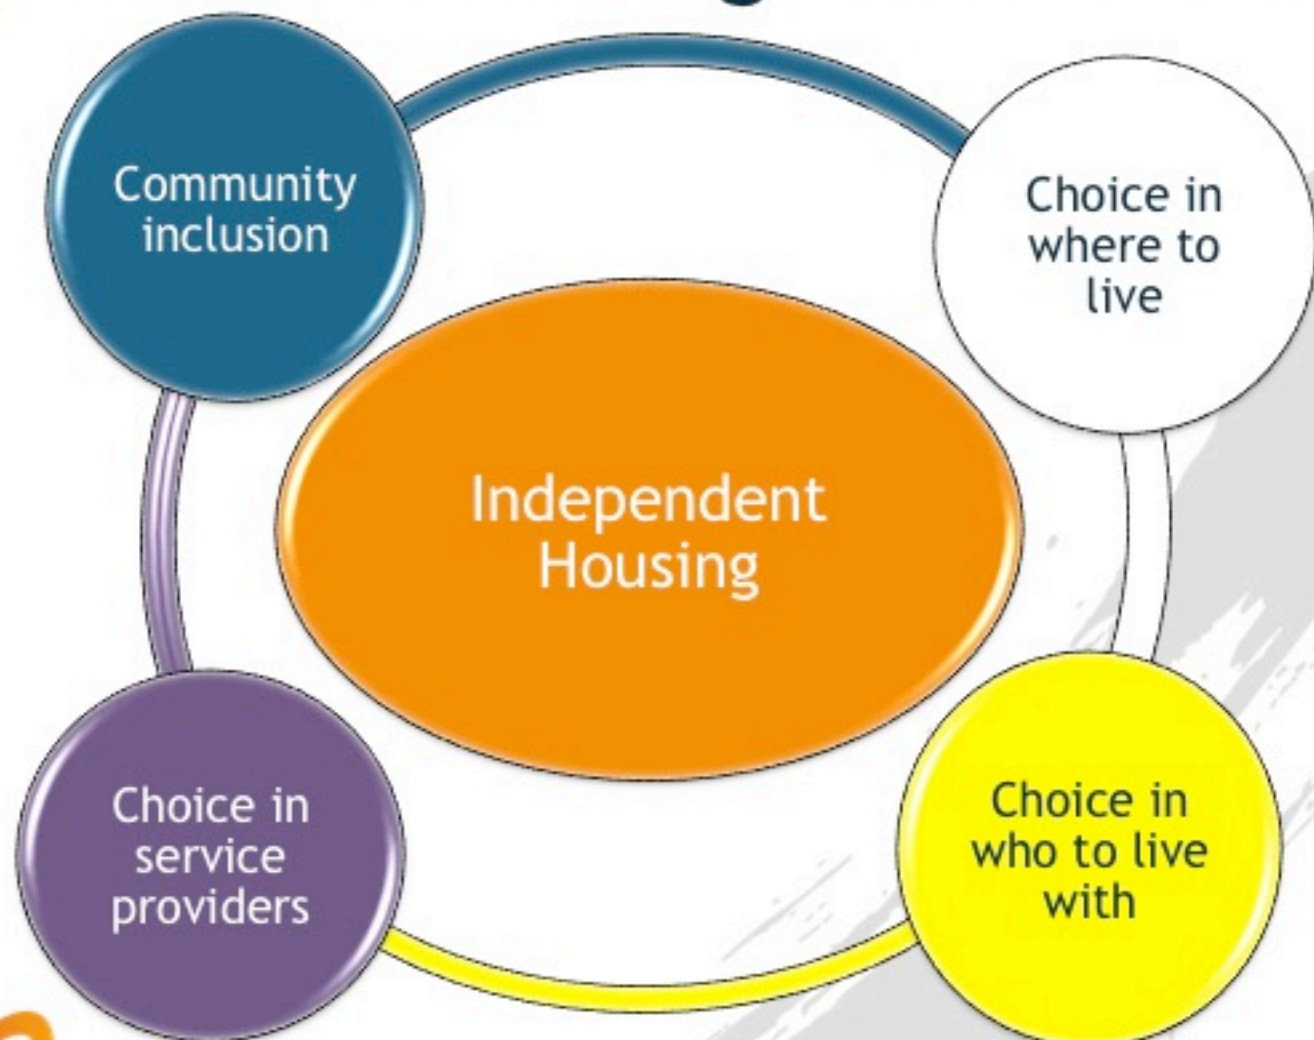 Community
inclusion
Choice in
where to
live
Independent
Housing
Choice in
service
providers
Choice in
who to live
with